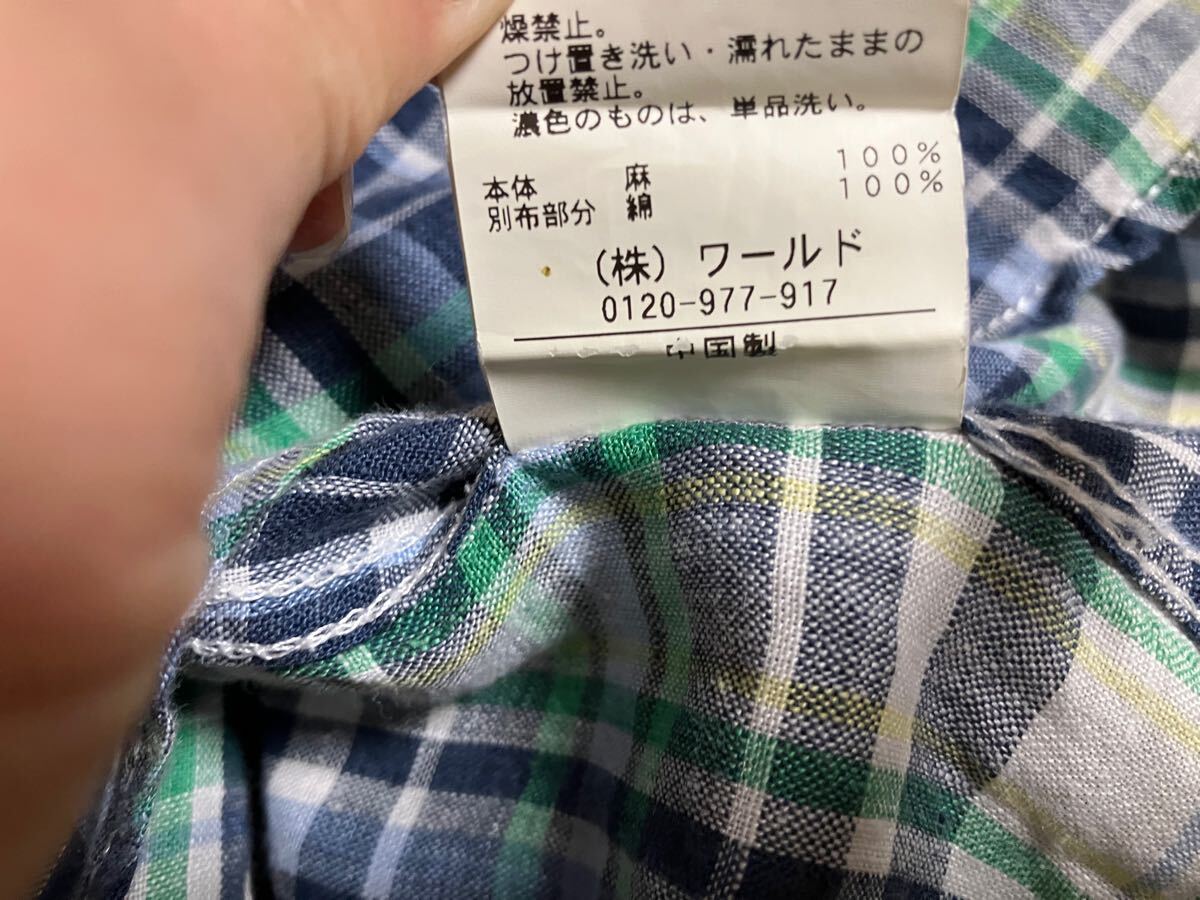 燥禁止。
つけ置き洗い・濡れたままの
放置禁止。
濃色のものは、単品洗い。
本体 麻 100%
別布部分 綿 100%
(株) ワールド
0120-977-917
中国製